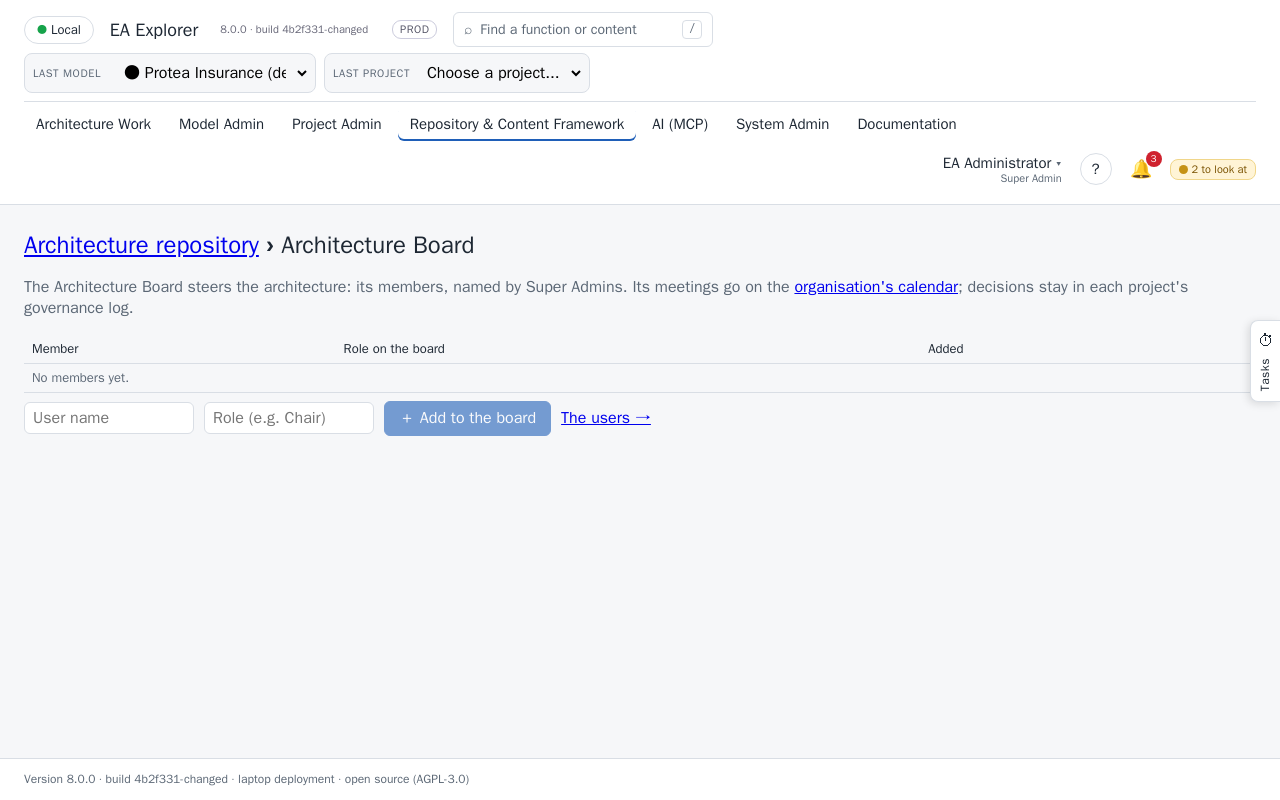 Local
EA Explorer
8.0.0 · build 4b2f331-changed
PROD
Find a function or content
/
LAST MODEL
Protea Insurance (de
LAST PROJECT
Choose a project...
Architecture Work
Model Admin
Project Admin
Repository & Content Framework
AI (MCP)
System Admin
Documentation
EA Administrator ▾
Super Admin
?
3
2 to look at
Architecture repository › Architecture Board
The Architecture Board steers the architecture: its members, named by Super Admins. Its meetings go on the organisation's calendar; decisions stay in each project's
governance log.
Member
Role on the board
Added
No members yet.
User name
Role (e.g. Chair)
+ Add to the board
The users →
Tasks
Version 8.0.0 · build 4b2f331-changed · laptop deployment · open source (AGPL-3.0)